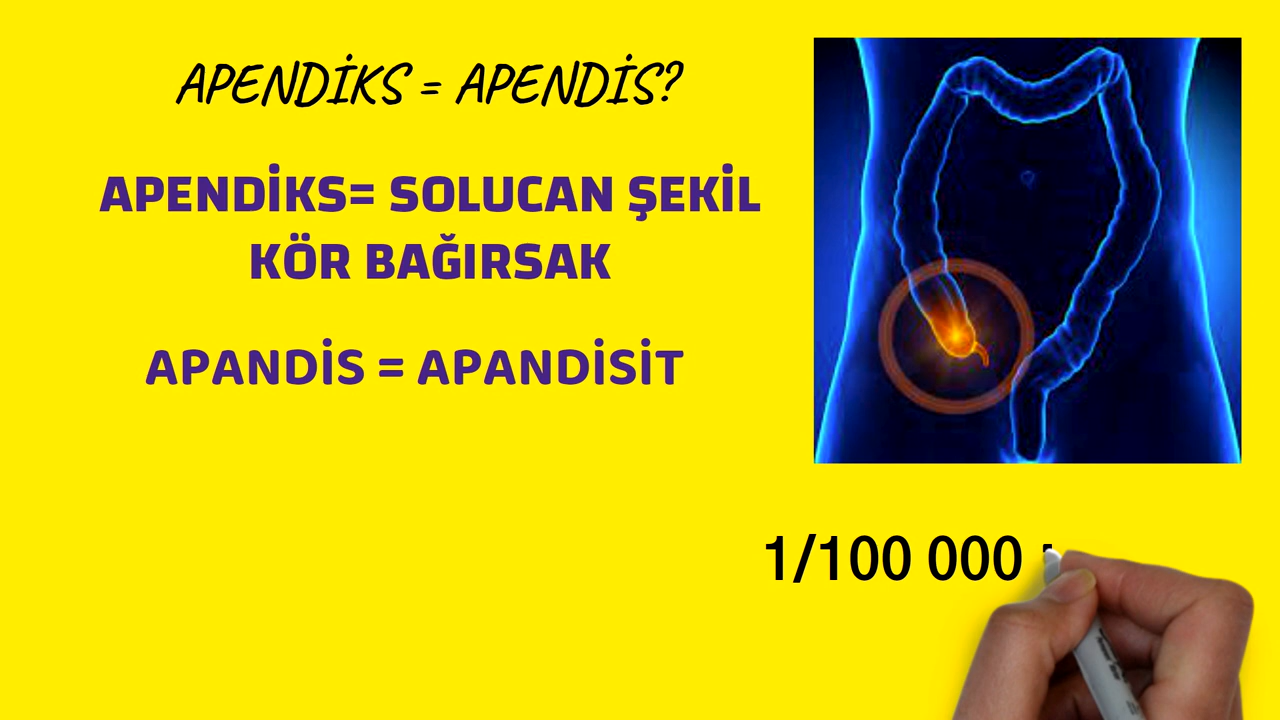 APENDİKS = APENDİS?
APENDİKS= SOLUCAN ŞEKİL
KÖR BAĞIRSAK
APANDİS = APANDİSİT
1/100 000